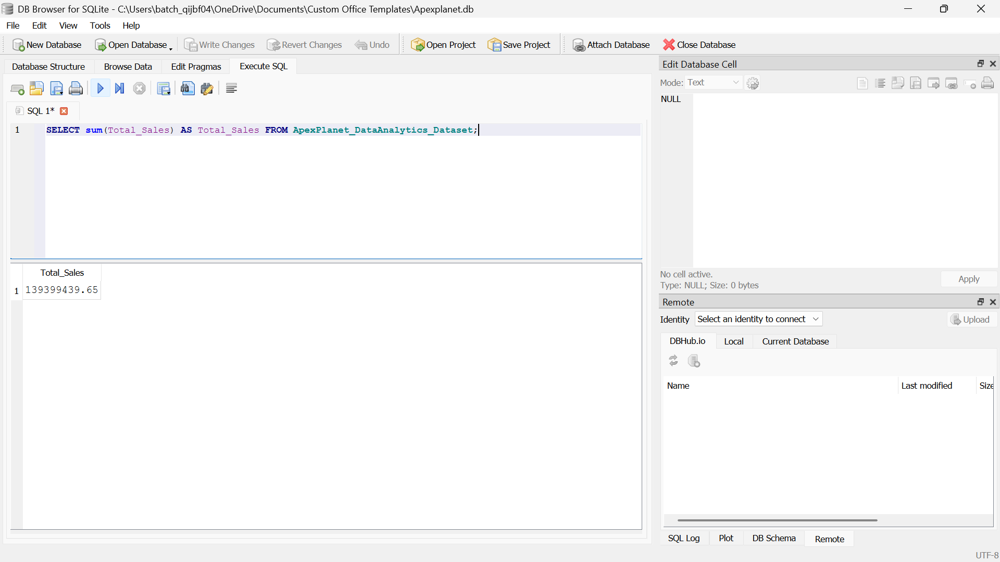 DB Browser for SQLite - C:\Users\batch_qijbf04\OneDrive\Documents\Custom Office Templates\Apexplanet.db
File Edit View Tools Help
New Database Open Database Write Changes Revert Changes Undo Open Project Save Project Attach Database Close Database
Database Structure Browse Data Edit Pragmas Execute SQL
SQL 1*
1 SELECT sum(Total_Sales) AS Total_Sales FROM ApexPlanet_DataAnalytics_Dataset;
Total_Sales
1 139399439.65
Edit Database Cell
Mode: Text
NULL
No cell active.
Type: NULL; Size: 0 bytes
Apply
Remote
Identity Select an identity to connect Upload
DBHub.io Local Current Database
Name Last modified Size
SQL Log Plot DB Schema Remote
UTF-8